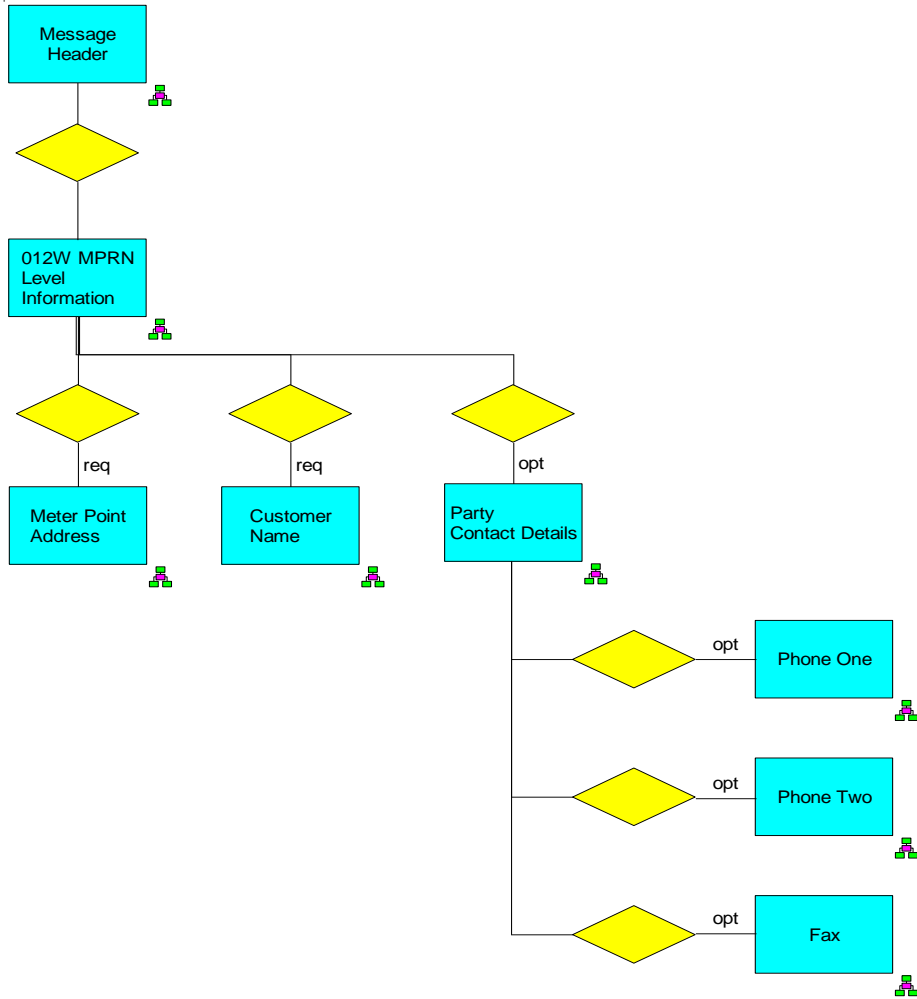 Message
Header
012W MPRN
Level
Information
req
req
opt
Meter Point
Address
Customer
Name
Party
Contact Details
opt
Phone One
opt
Phone Two
opt
Fax